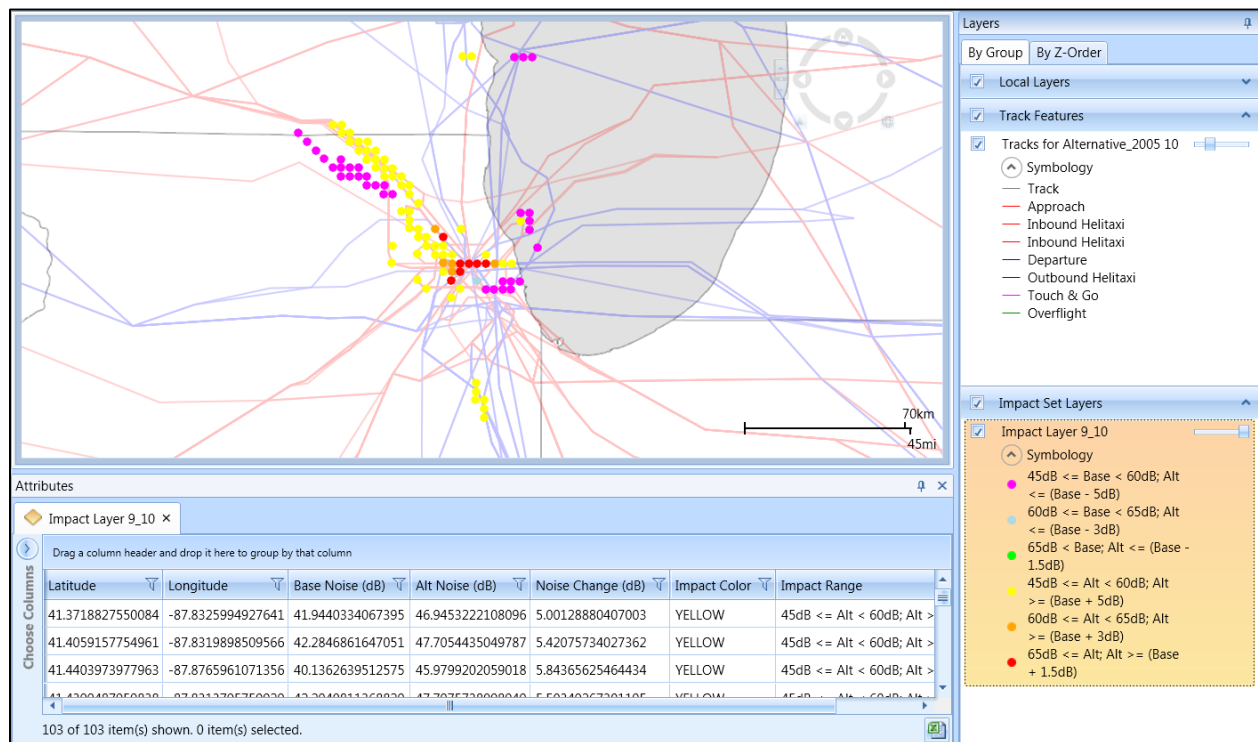 70km
45mi
Layers
By Group
By Z-Order
Local Layers
Track Features
Tracks for Alternative_2005 10
Symbology
Track
Approach
Inbound Helitaxi
Inbound Helitaxi
Departure
Outbound Helitaxi
Touch & Go
Overflight
Impact Set Layers
Impact Layer 9_10
Symbology
45dB <= Base < 60dB; Alt
<= (Base - 5dB)
60dB <= Base < 65dB; Alt
<= (Base - 3dB)
65dB < Base; Alt <= (Base -
1.5dB)
45dB <= Alt < 60dB; Alt
>= (Base + 5dB)
60dB <= Alt < 65dB; Alt
>= (Base + 3dB)
65dB <= Alt; Alt >= (Base
+ 1.5dB)
Attributes
Impact Layer 9_10
Choose Columns
Drag a column header and drop it here to group by that column
Latitude Longitude Base Noise (dB) Alt Noise (dB) Noise Change (dB) Impact Color Impact Range
41.3718827550084 -87.8325994927641 41.9440334067395 46.9453222108096 5.00128880407003 YELLOW 45dB <= Alt < 60dB; Alt >
41.4059157754961 -87.8319898509566 42.2846861647051 47.7054435049787 5.42075734027362 YELLOW 45dB <= Alt < 60dB; Alt >
41.4403973977963 -87.8765961071356 40.1362639512575 45.9799202059018 5.84365625464434 YELLOW 45dB <= Alt < 60dB; Alt >
YELLOW 45dB <= Alt < 60dB; Alt >
103 of 103 item(s) shown. 0 item(s) selected.